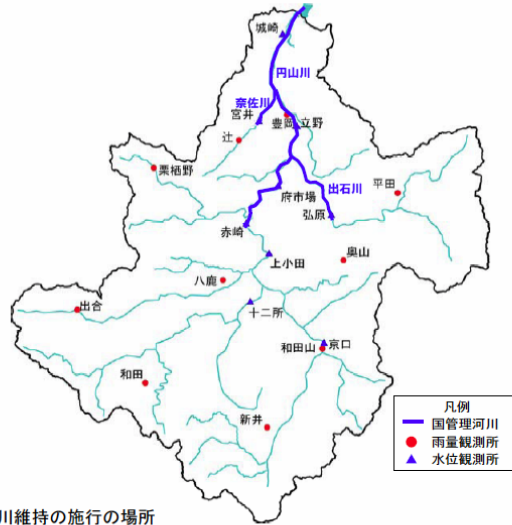 城崎
円山川
奈佐川
宮井
豊岡
立野
辻
栗栖野
出石川
平田
府市場
弘原
赤崎
上小田
奥山
八鹿
出合
十二所
和田山
京口
和田
新井
凡例
国管理河川
雨量観測所
水位観測所
川維持の施行の場所